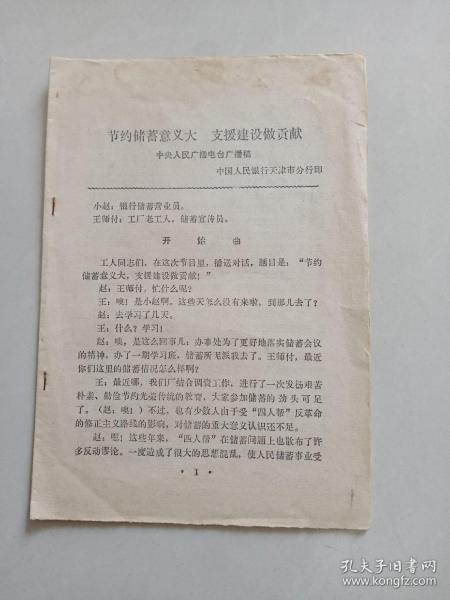 节约储蓄意义大　支援建设做贡献
中央人民广播电台广播稿
中国人民银行天津市分行印
小赵：银行储蓄营业员。
王师付：工厂老工人，储蓄宣传员。
开　始　曲
工人同志们，在这次节目里，播送对话，题目是：“节约
储蓄意义大，支援建设做贡献！”
赵：王师付，忙什么呢？
王：噢！是小赵啊。这些天怎么没有来啦，到那儿去了？
赵：去学习了几天。
王：什么？学习！
赵：噢，是这么回事儿：办事处为了更好地落实储蓄会议
的精神，办了一期学习班，储蓄所无派我去了。王师付，最近
你们这里的储蓄情况怎么样啊？
王：最近哪，我们厂结合调资工作，进行了一次发扬艰苦
朴素、勤俭节约光荣传统的教育，大家参加储蓄的劲头可足
了。（赵：噢！）不过，也有少数人由于受“四人帮”反革命
的修正主义路线的影响，对储蓄的重大意义认识还不足。
赵：嗯！这些年来，“四人帮”在储蓄问题上也散布了许
多反动谬论。一度造成了很大的思想混乱，使人民储蓄事业受
· 1 ·
孔夫子旧书网
www.kongfz.com